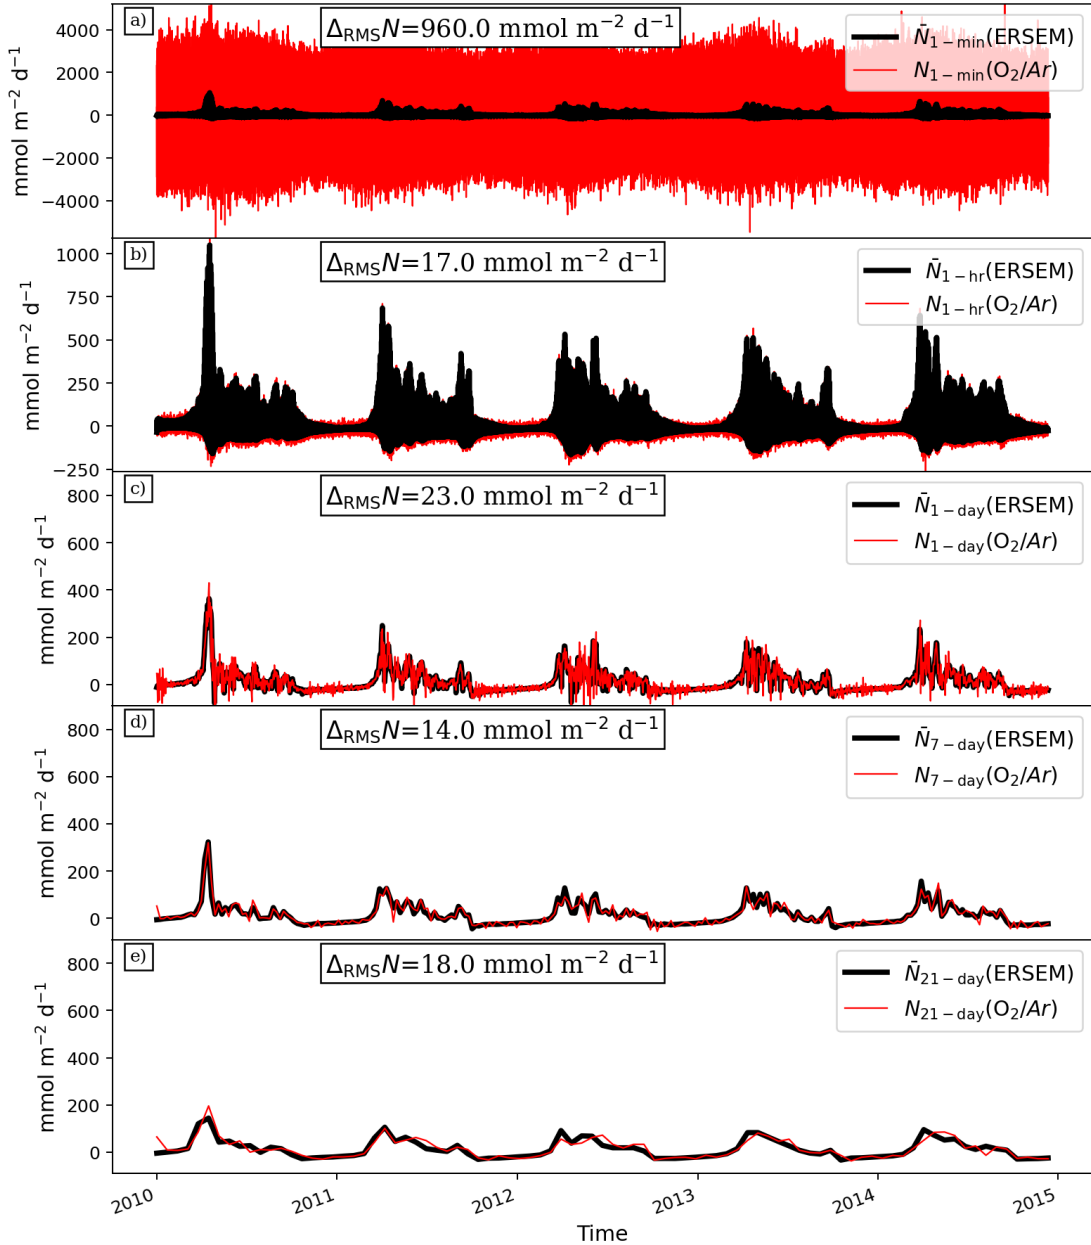 a)
Δ_RMS N=960.0 mmol m⁻² d⁻¹
N̄_1−min(ERSEM)
N_1−min(O₂/Ar)
4000
2000
0
−2000
−4000
mmol m⁻² d⁻¹
b)
Δ_RMS N=17.0 mmol m⁻² d⁻¹
N̄_1−hr(ERSEM)
N_1−hr(O₂/Ar)
1000
750
500
250
0
−250
mmol m⁻² d⁻¹
c)
Δ_RMS N=23.0 mmol m⁻² d⁻¹
N̄_1−day(ERSEM)
N_1−day(O₂/Ar)
800
600
400
200
0
mmol m⁻² d⁻¹
d)
Δ_RMS N=14.0 mmol m⁻² d⁻¹
N̄_7−day(ERSEM)
N_7−day(O₂/Ar)
800
600
400
200
0
mmol m⁻² d⁻¹
e)
Δ_RMS N=18.0 mmol m⁻² d⁻¹
N̄_21−day(ERSEM)
N_21−day(O₂/Ar)
800
600
400
200
0
mmol m⁻² d⁻¹
2010
2011
2012
2013
2014
2015
Time